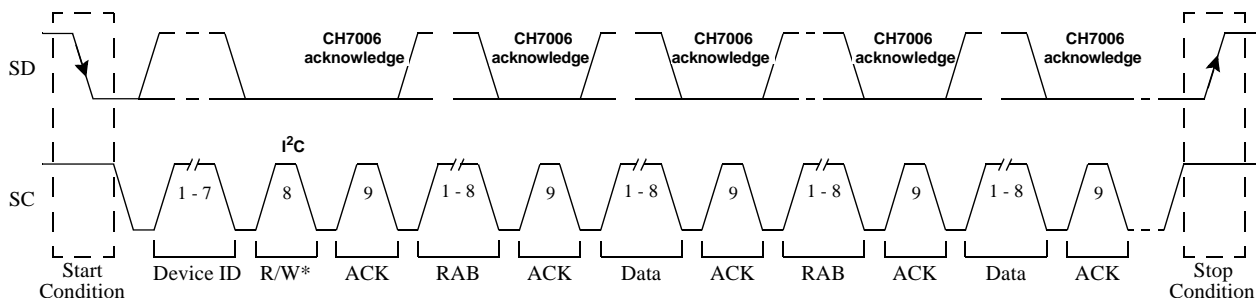 CH7006 acknowledge
CH7006 acknowledge
CH7006 acknowledge
CH7006 acknowledge
CH7006 acknowledge
SD
I²C
SC
1 - 7
8
9
1 - 8
9
1 - 8
9
1 - 8
9
1 - 8
9
Start Condition
Device ID
R/W*
ACK
RAB
ACK
Data
ACK
RAB
ACK
Data
ACK
Stop Condition